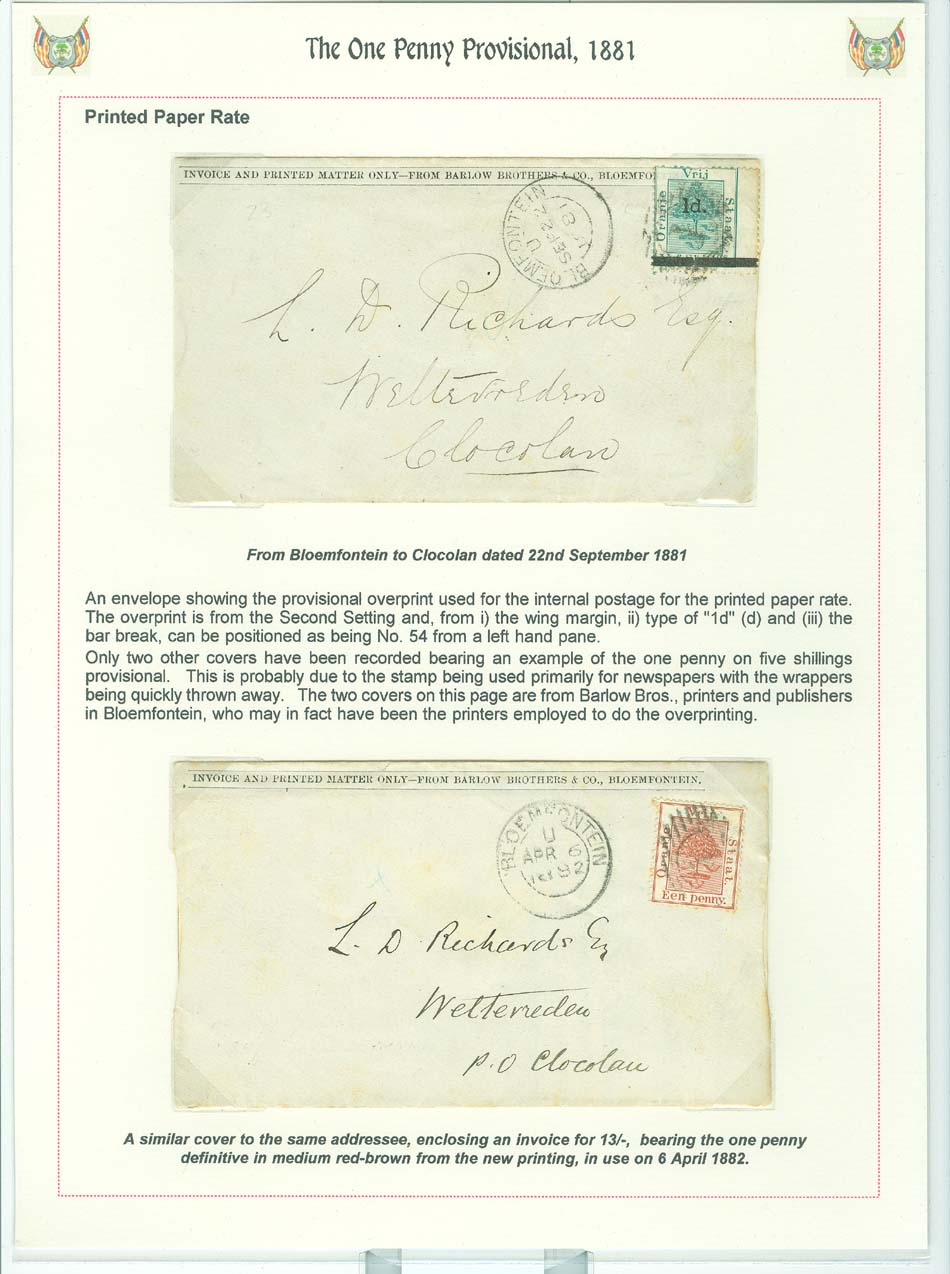 The One Penny Provisional, 1881
Printed Paper Rate
INVOICE AND PRINTED MATTER ONLY—FROM BARLOW BROTHERS & CO., BLOEMFO
Vrij
Oranje
1d.
Staat.
BLOEMFONTEIN
U
SEP 22
81
L. D. Richards Esq.
Weltevreden
Clocolan
From Bloemfontein to Clocolan dated 22nd September 1881
An envelope showing the provisional overprint used for the internal postage for the printed paper rate.
The overprint is from the Second Setting and, from i) the wing margin, ii) type of "1d" (d) and (iii) the
bar break, can be positioned as being No. 54 from a left hand pane.
Only two other covers have been recorded bearing an example of the one penny on five shillings
provisional. This is probably due to the stamp being used primarily for newspapers with the wrappers
being quickly thrown away. The two covers on this page are from Barlow Bros., printers and publishers
in Bloemfontein, who may in fact have been the printers employed to do the overprinting.
INVOICE AND PRINTED MATTER ONLY—FROM BARLOW BROTHERS & CO., BLOEMFONTEIN.
BLOEMFONTEIN
U
APR 6
1882
Oranje
Staat.
Een penny.
L. D Richards Eq
Weltevreden
P.O Clocolan
A similar cover to the same addressee, enclosing an invoice for 13/-, bearing the one penny
definitive in medium red-brown from the new printing, in use on 6 April 1882.